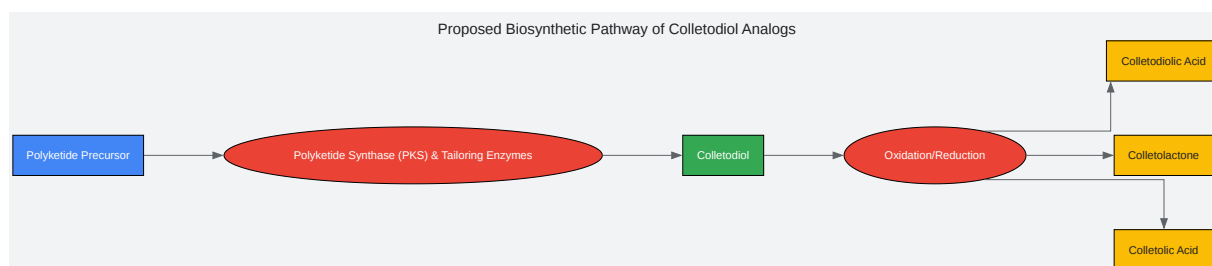 Proposed Biosynthetic Pathway of Colletodiol Analogs
Colletodiolic Acid
Polyketide Precursor
Polyketide Synthase (PKS) & Tailoring Enzymes
Colletodiol
Oxidation/Reduction
Colletolactone
Colletolic Acid